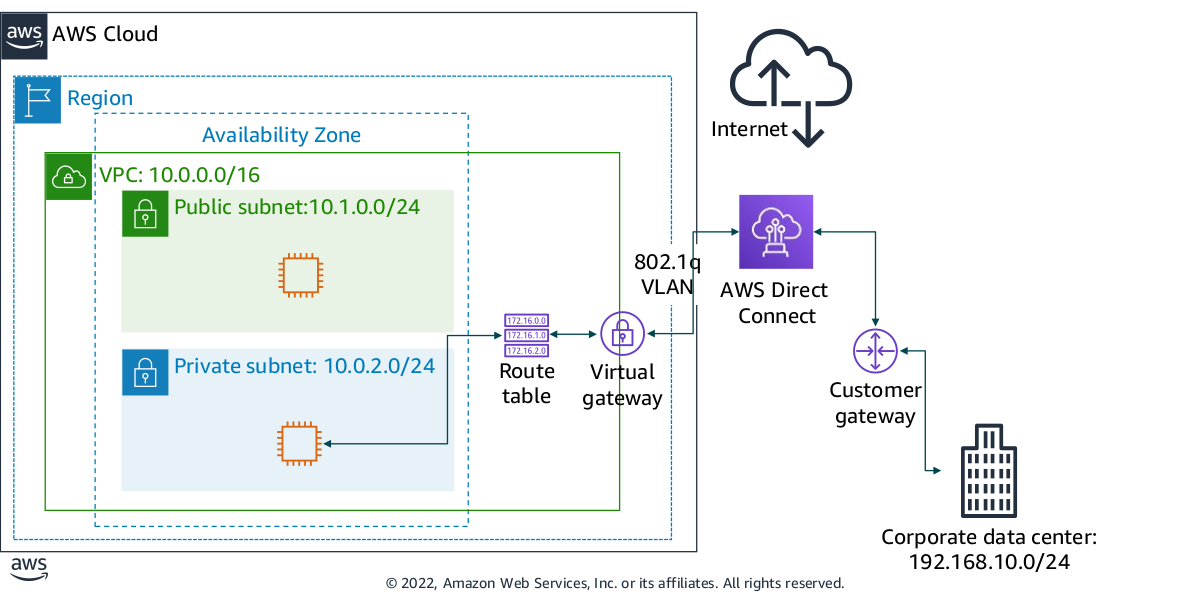 aws
AWS Cloud
Region
Availability Zone
VPC: 10.0.0.0/16
Public subnet:10.1.0.0/24
Private subnet: 10.0.2.0/24
172.16.0.0
172.16.1.0
172.16.2.0
Route
table
Virtual
gateway
802.1q
VLAN
Internet
AWS Direct
Connect
Customer
gateway
Corporate data center:
192.168.10.0/24
aws
© 2022, Amazon Web Services, Inc. or its affiliates. All rights reserved.